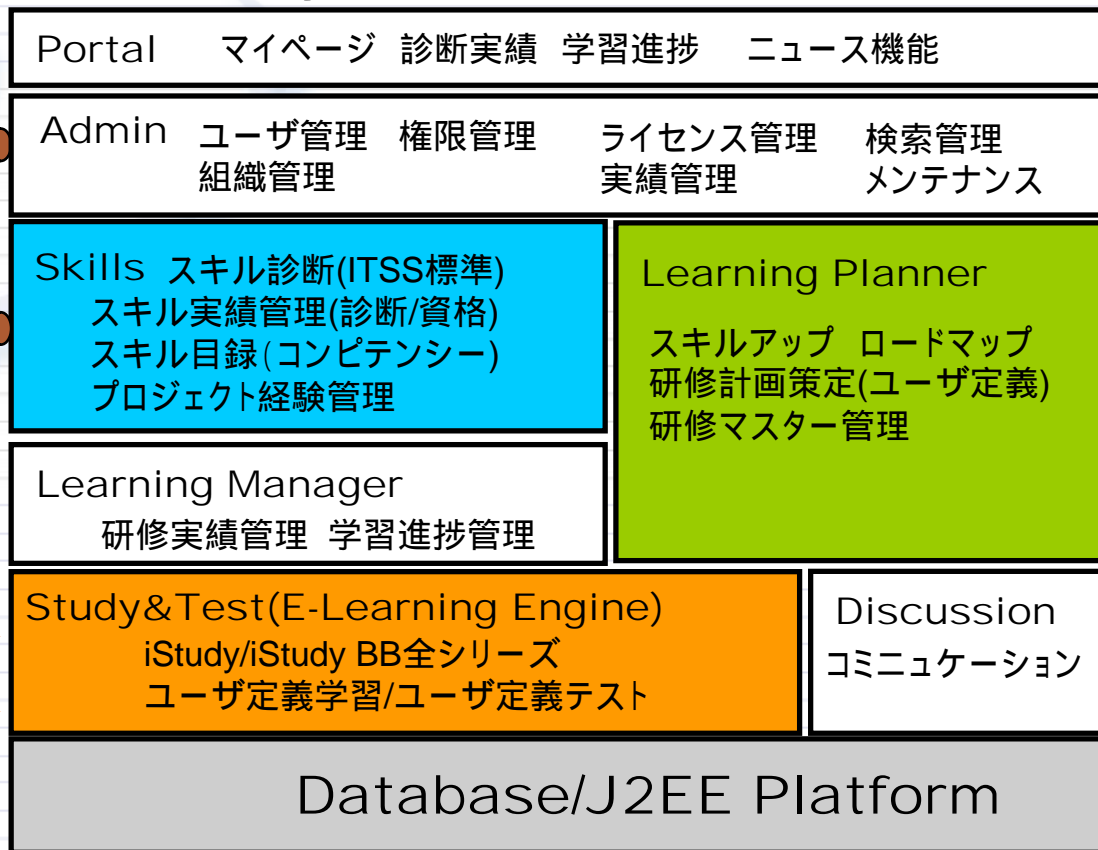 Portal マイページ 診断実績 学習進捗 ニュース機能
Admin ユーザ管理 権限管理 ライセンス管理 検索管理
組織管理 実績管理 メンテナンス
Skills スキル診断(ITSS標準)
スキル実績管理(診断/資格)
スキル目録(コンピテンシー)
プロジェクト経験管理
Learning Planner
スキルアップ ロードマップ
研修計画策定(ユーザ定義)
研修マスター管理
Learning Manager
研修実績管理 学習進捗管理
Study&Test(E-Learning Engine)
iStudy/iStudy BB全シリーズ
ユーザ定義学習/ユーザ定義テスト
Discussion
コミニュケーション
Database/J2EE Platform